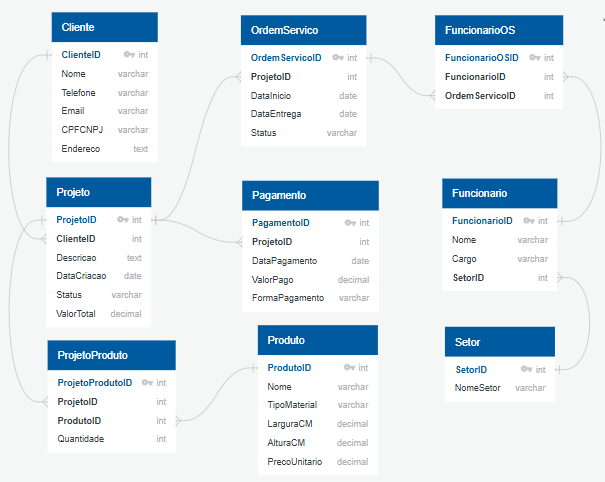 Cliente
ClienteID int
Nome varchar
Telefone varchar
Email varchar
CPFCNPJ varchar
Endereco text
OrdemServico
OrdemServicoID int
ProjetoID int
DataInicio date
DataEntrega date
Status varchar
FuncionarioOS
FuncionarioOSID int
FuncionarioID int
OrdemServicoID int
Projeto
ProjetoID int
ClienteID int
Descricao text
DataCriacao date
Status varchar
ValorTotal decimal
Pagamento
PagamentoID int
ProjetoID int
DataPagamento date
ValorPago decimal
FormaPagamento varchar
Funcionario
FuncionarioID int
Nome varchar
Cargo varchar
SetorID int
ProjetoProduto
ProjetoProdutoID int
ProjetoID int
ProdutoID int
Quantidade int
Produto
ProdutoID int
Nome varchar
TipoMaterial varchar
LarguraCM decimal
AlturaCM decimal
PrecoUnitario decimal
Setor
SetorID int
NomeSetor varchar